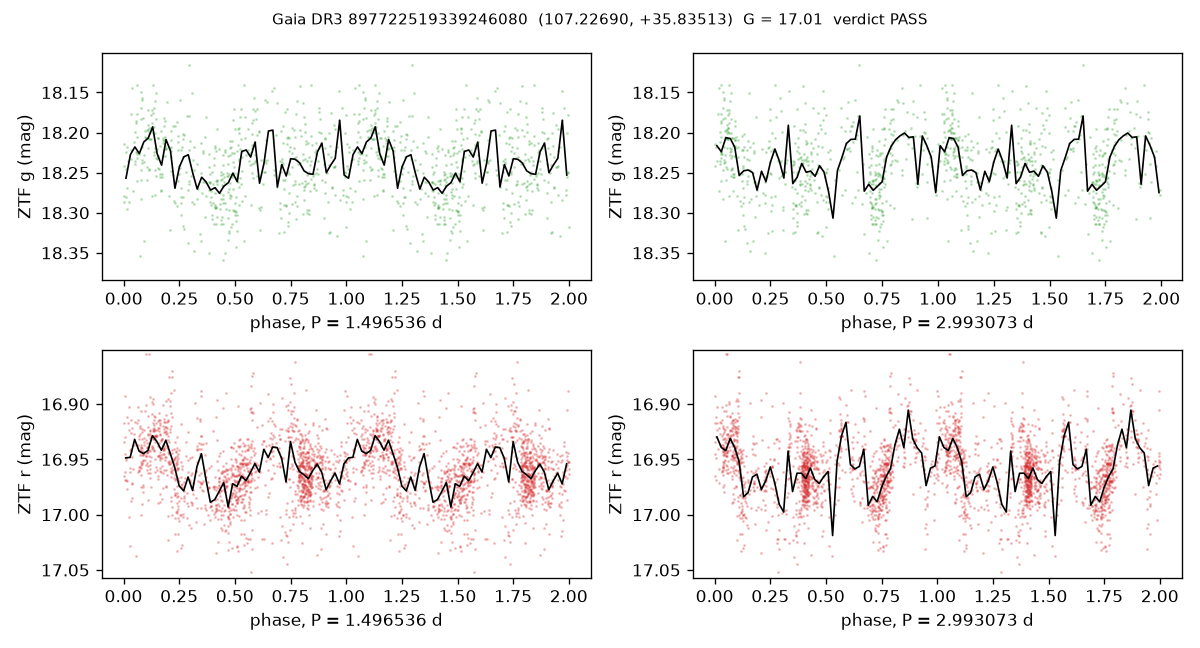 Gaia DR3 897722519339246080 (107.22690, +35.83513) G = 17.01 verdict PASS
ZTF g (mag)
18.15
18.20
18.25
18.30
18.35
0.00 0.25 0.50 0.75 1.00 1.25 1.50 1.75 2.00
phase, P = 1.496536 d
ZTF g (mag)
18.15
18.20
18.25
18.30
18.35
0.00 0.25 0.50 0.75 1.00 1.25 1.50 1.75 2.00
phase, P = 2.993073 d
ZTF r (mag)
16.90
16.95
17.00
17.05
0.00 0.25 0.50 0.75 1.00 1.25 1.50 1.75 2.00
phase, P = 1.496536 d
ZTF r (mag)
16.90
16.95
17.00
17.05
0.00 0.25 0.50 0.75 1.00 1.25 1.50 1.75 2.00
phase, P = 2.993073 d